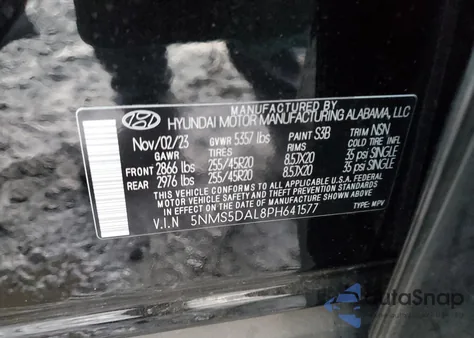 MANUFACTURED BY
HYUNDAI MOTOR MANUFACTURING ALABAMA, LLC
Nov/02/23 GVWR 5357 lbs PAINT S3B TRIM NSN
GAWR TIRES COLD TIRE INFL
FRONT 2866 lbs 255/45R20 8.5JX20 35 psi SINGLE
REAR 2976 lbs 255/45R20 8.5JX20 35 psi SINGLE
THIS VEHICLE CONFORMS TO ALL APPLICABLE U.S.A. FEDERAL
MOTOR VEHICLE SAFETY AND THEFT PREVENTION STANDARDS
IN EFFECT ON THE DATE OF MANUFACTURE SHOWN ABOVE.
V.I.N 5NMS5DAL8PH641577 TYPE: MPV
AutaSnap